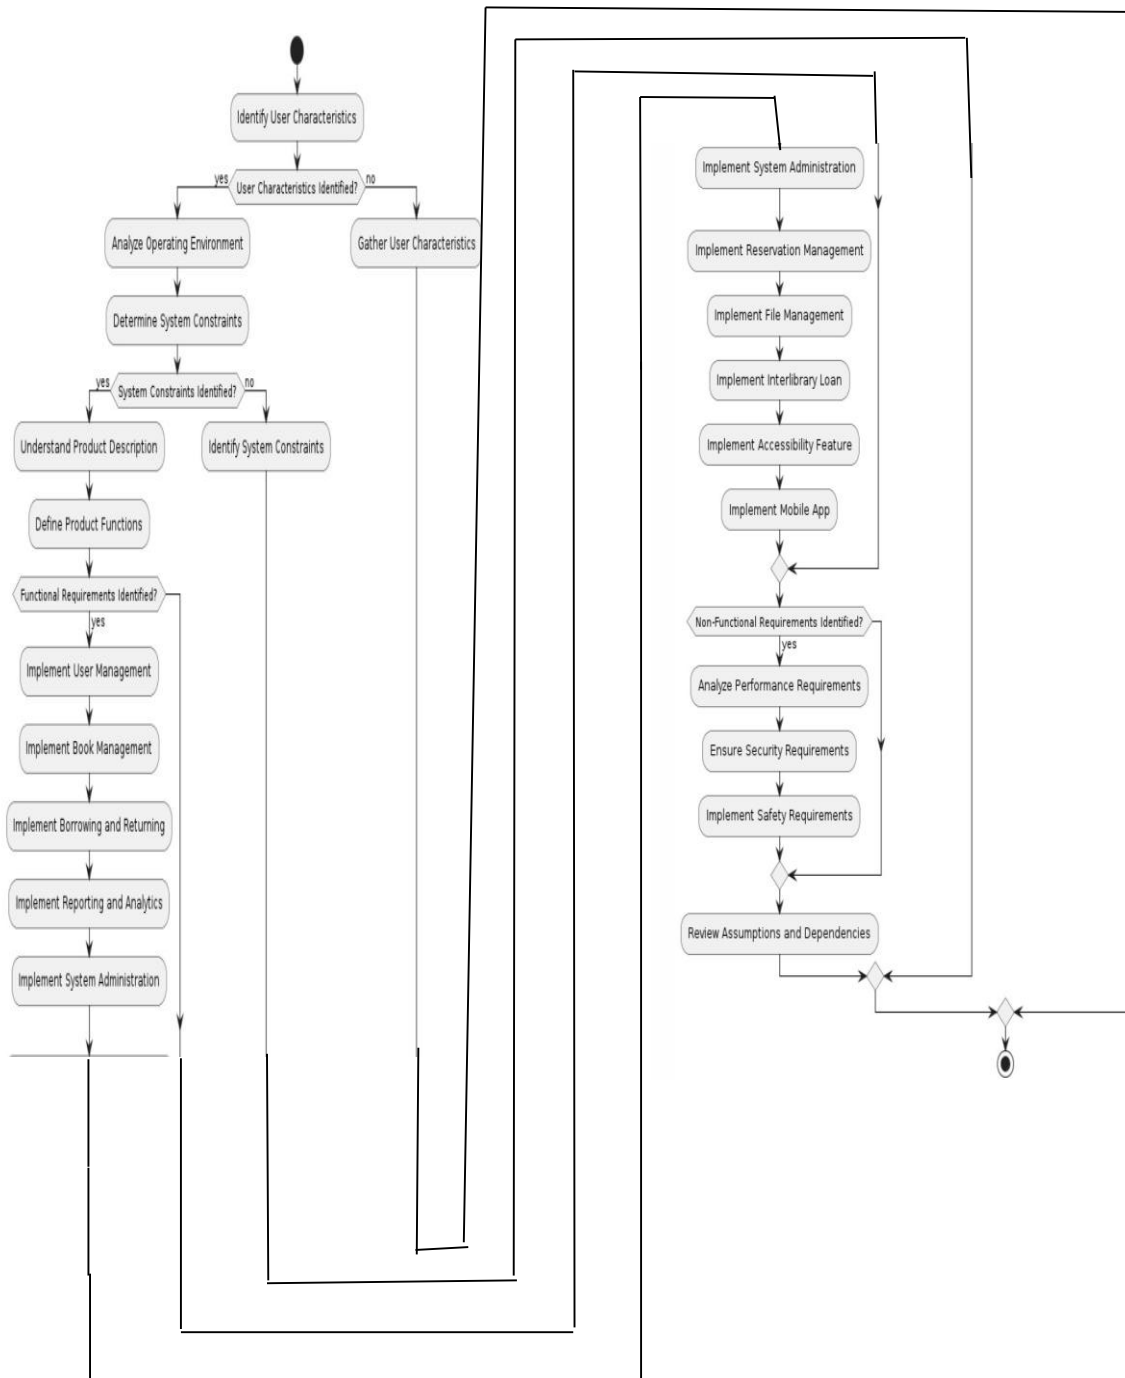 Identify User Characteristics
yes
User Characteristics Identified?
no
Analyze Operating Environment
Gather User Characteristics
Determine System Constraints
yes
System Constraints Identified?
no
Understand Product Description
Identify System Constraints
Define Product Functions
Functional Requirements Identified?
yes
Implement User Management
Implement Book Management
Implement Borrowing and Returning
Implement Reporting and Analytics
Implement System Administration
Implement System Administration
Implement Reservation Management
Implement File Management
Implement Interlibrary Loan
Implement Accessibility Feature
Implement Mobile App
Non-Functional Requirements Identified?
yes
Analyze Performance Requirements
Ensure Security Requirements
Implement Safety Requirements
Review Assumptions and Dependencies